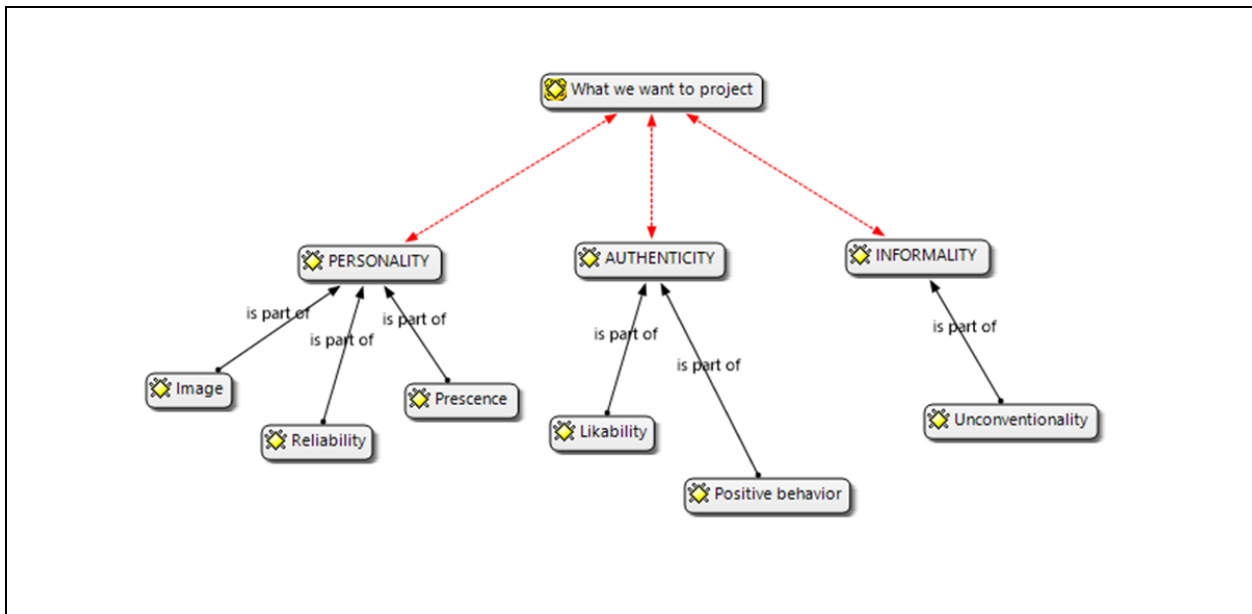 What we want to project
PERSONALITY
AUTHENTICITY
INFORMALITY
is part of
is part of
is part of
is part of
is part of
is part of
Image
Reliability
Prescence
Likability
Positive behavior
Unconventionality